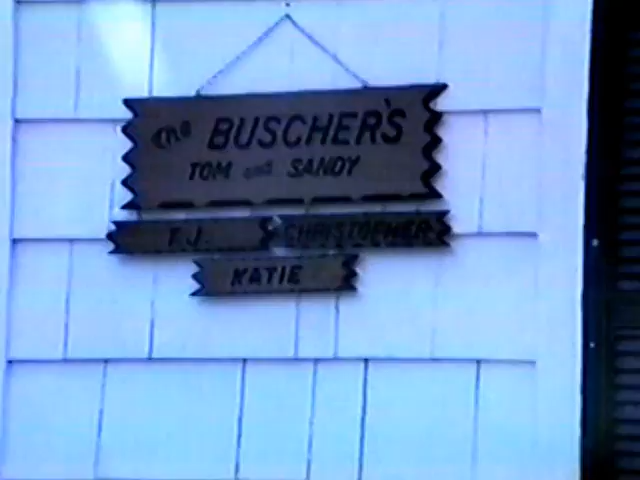 The BUSCHER'S
TOM and SANDY
T.J. CHRISTOPHER
KATIE